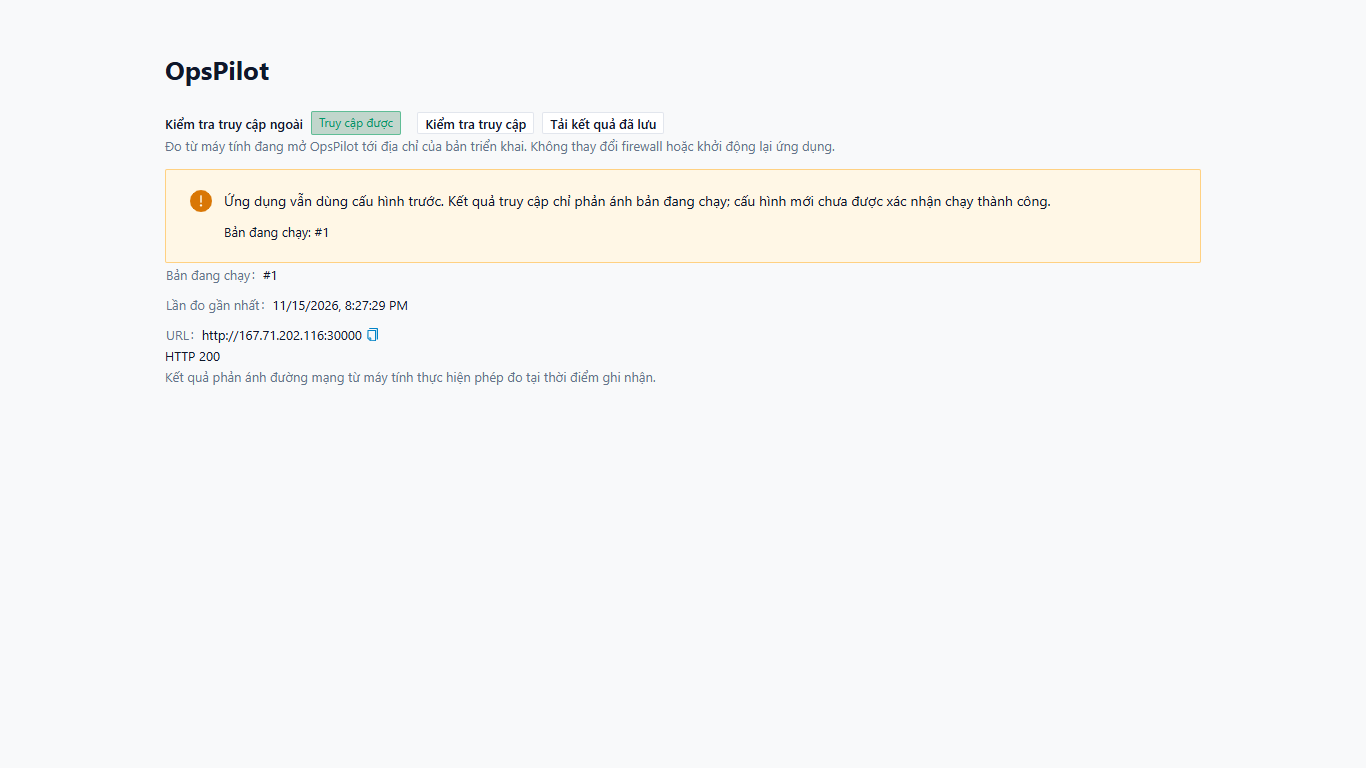 OpsPilot
Kiểm tra truy cập ngoài Truy cập được Kiểm tra truy cập Tải kết quả đã lưu
Đo từ máy tính đang mở OpsPilot tới địa chỉ của bản triển khai. Không thay đổi firewall hoặc khởi động lại ứng dụng.
Ứng dụng vẫn dùng cấu hình trước. Kết quả truy cập chỉ phản ánh bản đang chạy; cấu hình mới chưa được xác nhận chạy thành công.
Bản đang chạy: #1
Bản đang chạy: #1
Lần đo gần nhất: 11/15/2026, 8:27:29 PM
URL: http://167.71.202.116:30000
HTTP 200
Kết quả phản ánh đường mạng từ máy tính thực hiện phép đo tại thời điểm ghi nhận.